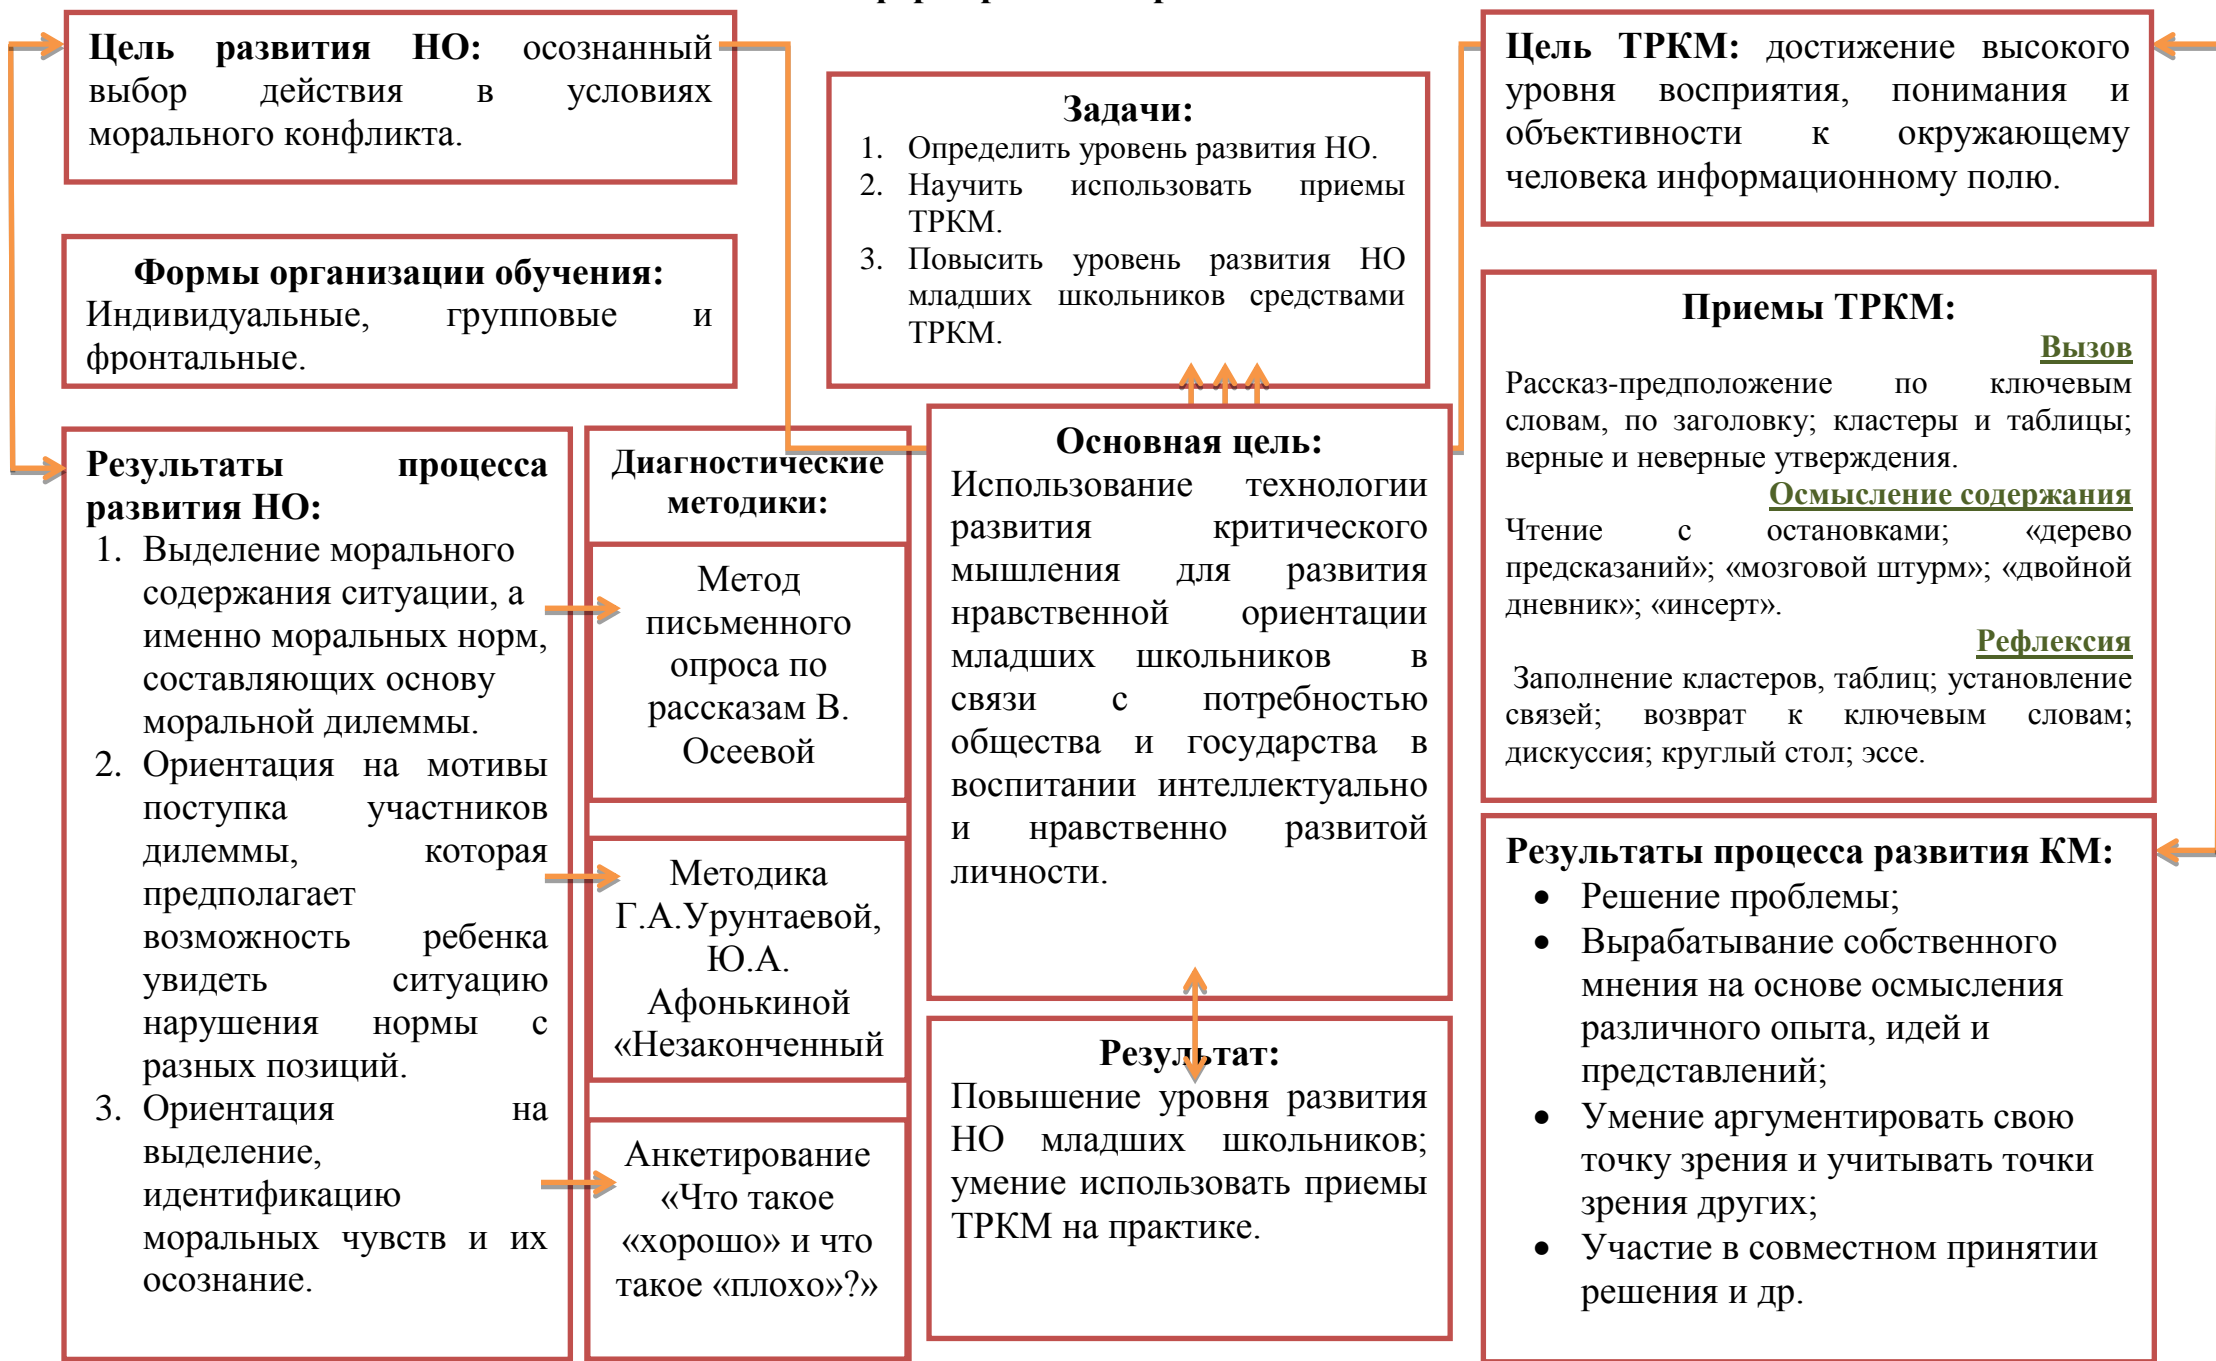 Цель развития НО: осознанный
выбор действия в условиях
морального конфликта.
Формы организации обучения:
Индивидуальные, групповые и
фронтальные.
Результаты процесса
развития НО:
1. Выделение морального
содержания ситуации, а
именно моральных норм,
составляющих основу
моральной дилеммы.
2. Ориентация на мотивы
поступка участников
дилеммы, которая
предполагает
возможность ребенка
увидеть ситуацию
нарушения нормы с
разных позиций.
3. Ориентация на
выделение,
идентификацию
моральных чувств и их
осознание.
Диагностические
методики:
Метод
письменного
опроса по
рассказам В.
Осеевой
Методика
Г.А.Урунтаевой,
Ю.А.
Афонькиной
«Незаконченный
Анкетирование
«Что такое
«хорошо» и что
такое «плохо»?»
Задачи:
1. Определить уровень развития НО.
2. Научить использовать приемы
ТРКМ.
3. Повысить уровень развития НО
младших школьников средствами
ТРКМ.
Основная цель:
Использование технологии
развития критического
мышления для развития
нравственной ориентации
младших школьников в
связи с потребностью
общества и государства в
воспитании интеллектуально
и нравственно развитой
личности.
Результат:
Повышение уровня развития
НО младших школьников;
умение использовать приемы
ТРКМ на практике.
Цель ТРКМ: достижение высокого
уровня восприятия, понимания и
объективности к окружающему
человека информационному полю.
Приемы ТРКМ:
Вызов
Рассказ-предположение по ключевым
словам, по заголовку; кластеры и таблицы;
верные и неверные утверждения.
Осмысление содержания
Чтение с остановками; «дерево
предсказаний»; «мозговой штурм»; «двойной
дневник»; «инсерт».
Рефлексия
Заполнение кластеров, таблиц; установление
связей; возврат к ключевым словам;
дискуссия; круглый стол; эссе.
Результаты процесса развития КМ:
• Решение проблемы;
• Вырабатывание собственного
мнения на основе осмысления
различного опыта, идей и
представлений;
• Умение аргументировать свою
точку зрения и учитывать точки
зрения других;
• Участие в совместном принятии
решения и др.